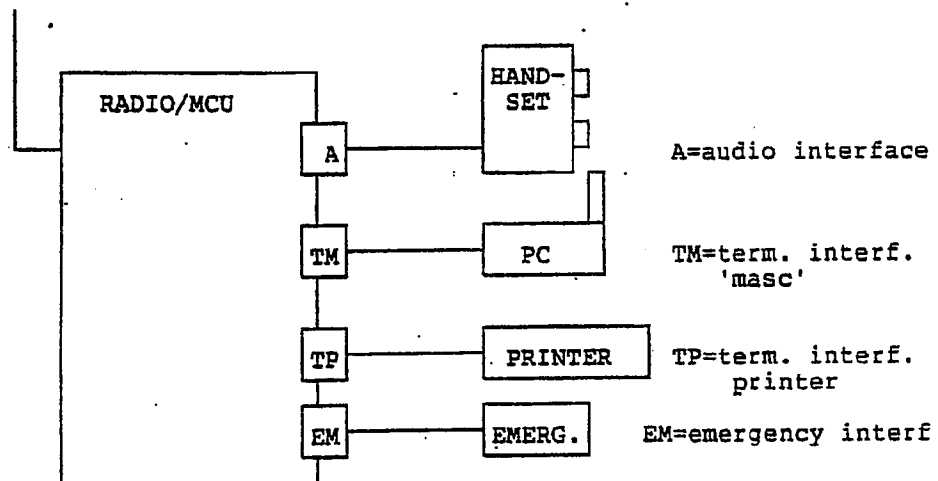 HAND-
SET
RADIO/MCU
A
A=audio interface
TM
PC
TM=term. interf.
'masc'
TP
PRINTER
TP=term. interf.
printer
EM
EMERG.
EM=emergency interf